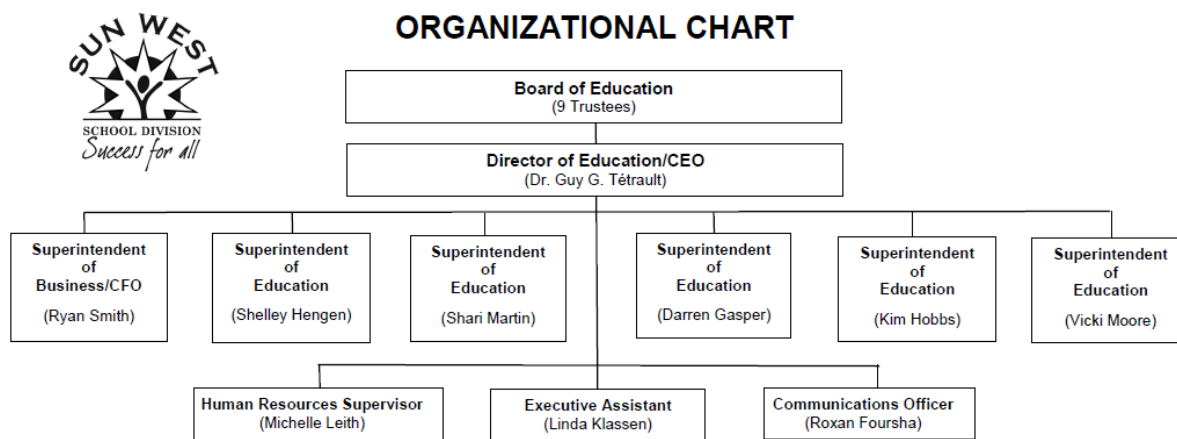 SUN WEST
SCHOOL DIVISION
Success for all
ORGANIZATIONAL CHART
Board of Education
(9 Trustees)
Director of Education/CEO
(Dr. Guy G. Tétrault)
Superintendent
of
Business/CFO
(Ryan Smith)
Superintendent
of
Education
(Shelley Hengen)
Superintendent
of
Education
(Shari Martin)
Superintendent
of
Education
(Darren Gasper)
Superintendent
of
Education
(Kim Hobbs)
Superintendent
of
Education
(Vicki Moore)
Human Resources Supervisor
(Michelle Leith)
Executive Assistant
(Linda Klassen)
Communications Officer
(Roxan Foursha)